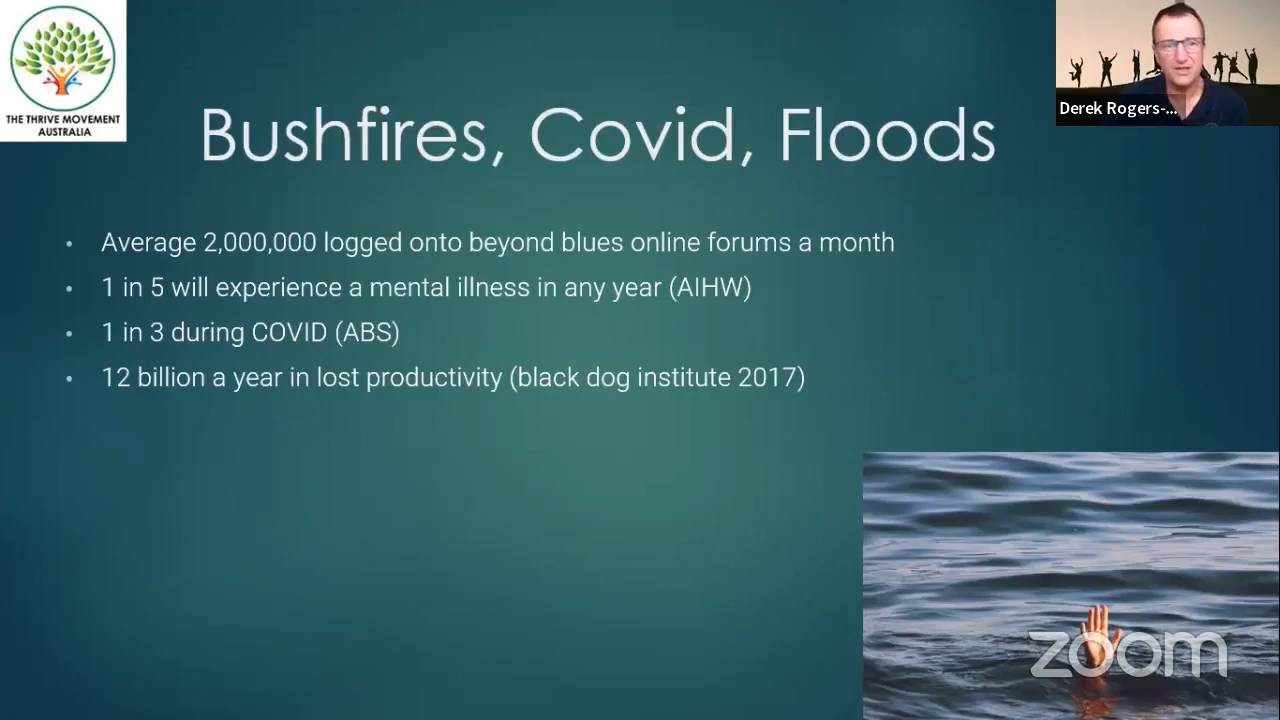 THE THRIVE MOVEMENT
AUSTRALIA
Derek Rogers-...
Bushfires, Covid, Floods
• Average 2,000,000 logged onto beyond blues online forums a month
• 1 in 5 will experience a mental illness in any year (AIHW)
• 1 in 3 during COVID (ABS)
• 12 billion a year in lost productivity (black dog institute 2017)
zoom